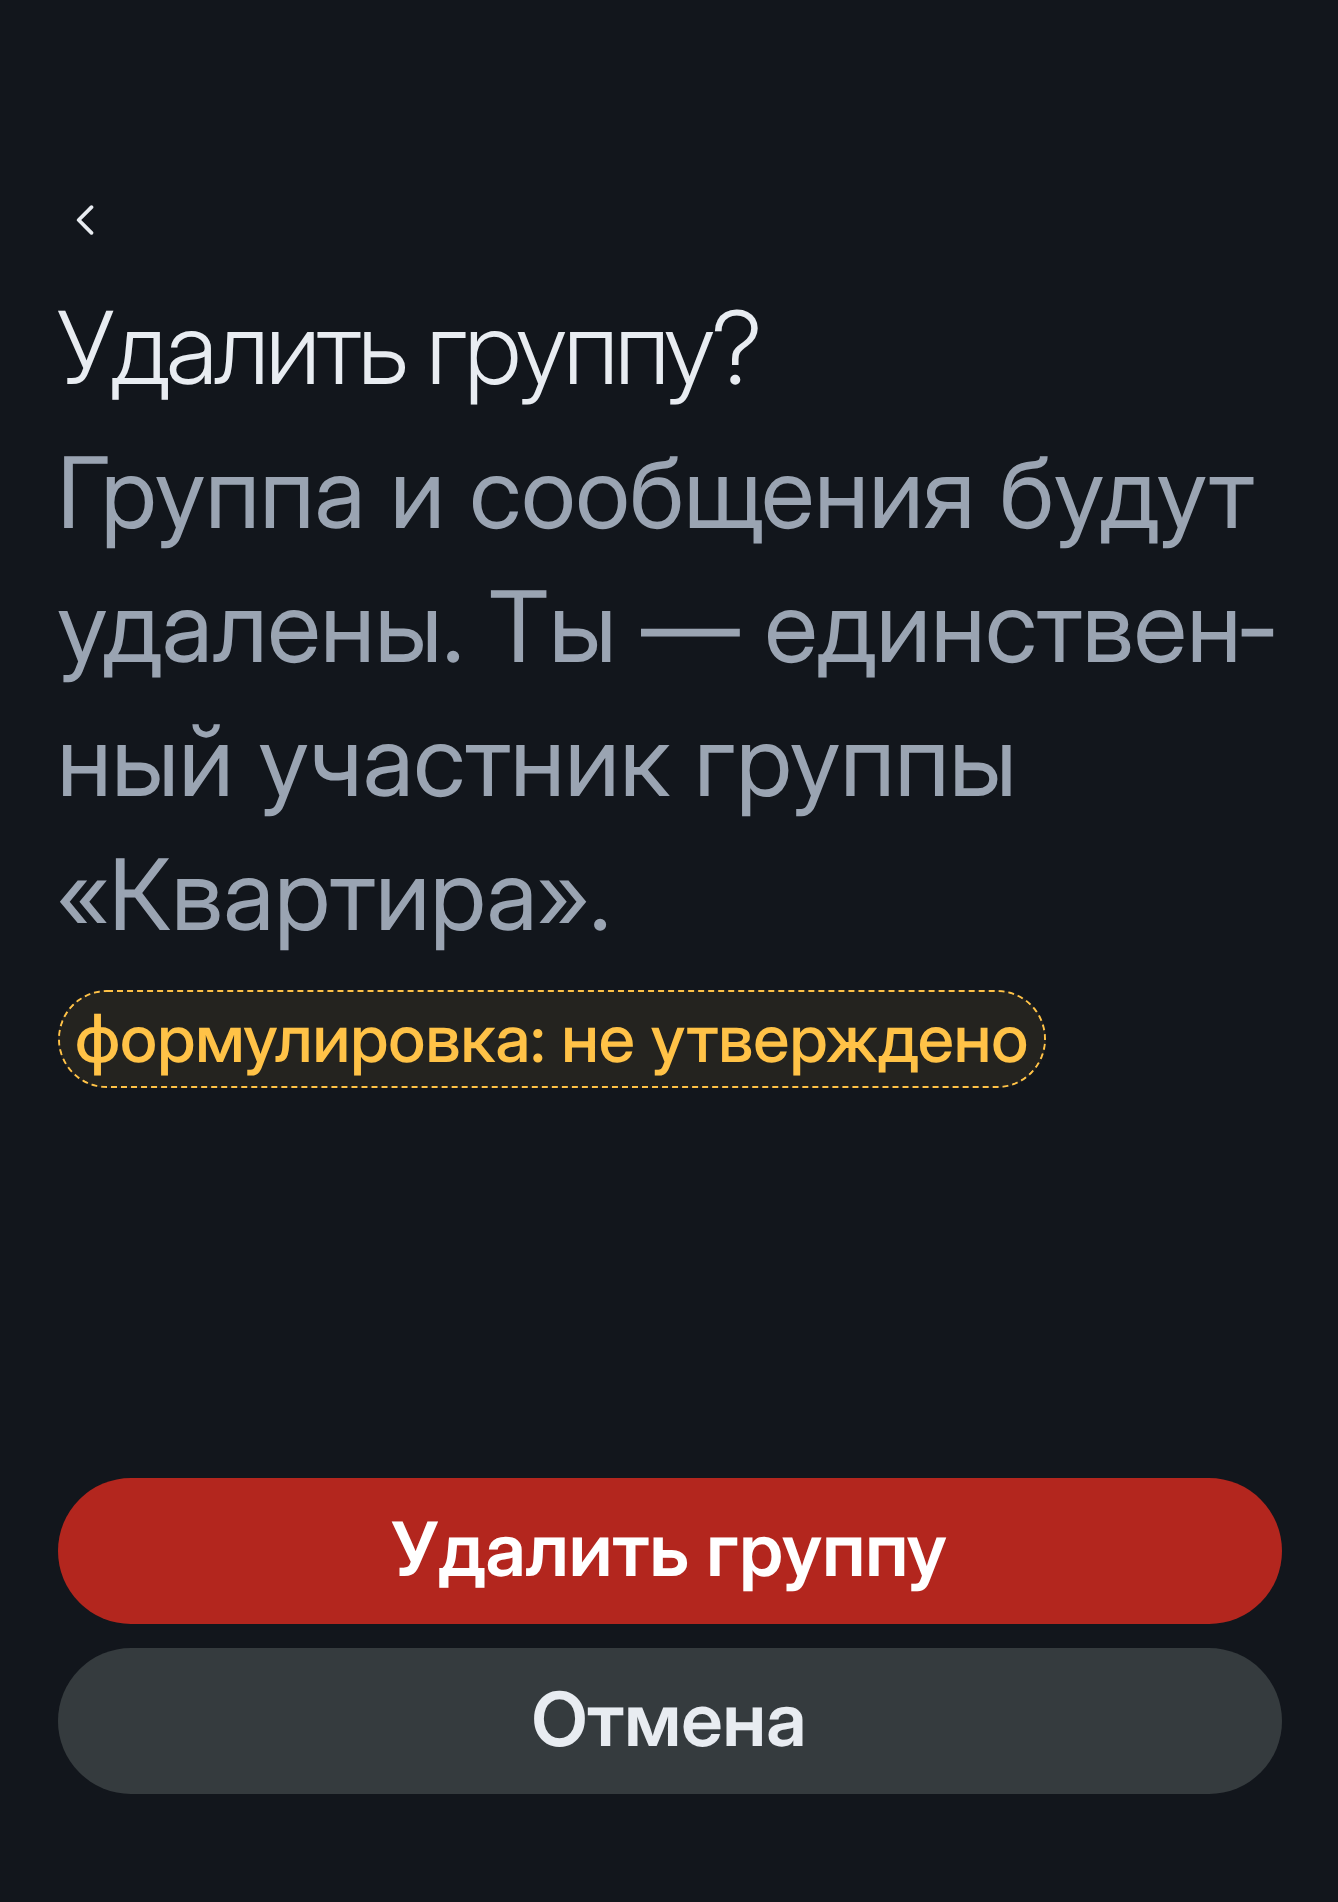 Удалить группу?
Группа и сообщения будут
удалены. Ты — единствен-
ный участник группы
«Квартира».
формулировка: не утверждено
Удалить группу
Отмена